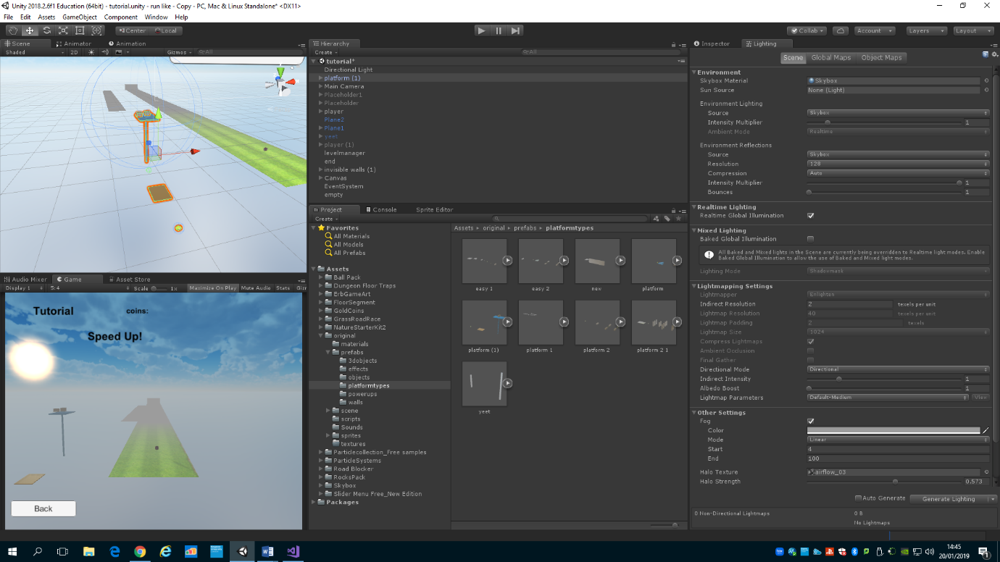 Unity 2018.2.6f1 Education (64bit) - tutorial.unity - run like - Copy - PC, Mac & Linux Standalone* <DX11>
File Edit Assets GameObject Component Window Help
Center Local
Collab Account Layers Layout
Scene Animator Animation
Shaded 2D Gizmos All
Hierarchy
Create All
tutorial*
Directional Light
platform (1)
Main Camera
Placeholder1
Placeholder
player
Plane2
Plane1
yeet
player (1)
levelmanager
end
invisible walls (1)
Canvas
EventSystem
empty
Project Console Sprite Editor
Create
Favorites
All Materials
All Models
All Prefabs
Assets
Ball Pack
Dungeon Floor Traps
ErbGameArt
FloorSegment
GoldCoins
GrassRoadRace
NatureStarterKit2
original
materials
prefabs
3dobjects
effects
objects
platformtypes
powerups
walls
scene
scripts
Sounds
sprites
textures
Particlecollection_Free samples
ParticleSystems
Road Blocker
RocksPack
Skybox
Slider Menu Free_New Edition
Packages
Assets original prefabs platformtypes
easy 1 easy 2 new platform
platform (1) platform 1 platform 2 platform 2 1
yeet
Audio Mixer Game Asset Store
Display 1 5:4 Scale 1x Maximize On Play Mute Audio Stats Giz
Tutorial coins:
Speed Up!
Back
Inspector Lighting
Scene Global Maps Object Maps
Environment
Skybox Material Skybox
Sun Source None (Light)
Environment Lighting
Source Skybox
Intensity Multiplier 1
Ambient Mode Realtime
Environment Reflections
Source Skybox
Resolution 128
Compression Auto
Intensity Multiplier 1
Bounces 1
Realtime Lighting
Realtime Global Illumination
Mixed Lighting
Baked Global Illumination
All Baked and Mixed lights in the Scene are currently being overridden to Realtime light modes. Enable
Baked Global Illumination to allow the use of Baked and Mixed light modes.
Lighting Mode Shadowmask
Lightmapping Settings
Lightmapper Enlighten
Indirect Resolution 2 texels per unit
Lightmap Resolution 40 texels per unit
Lightmap Padding 2 texels
Lightmap Size 1024
Compress Lightmaps
Ambient Occlusion
Final Gather
Directional Mode Directional
Indirect Intensity 1
Albedo Boost 1
Lightmap Parameters Default-Medium View
Other Settings
Fog
Color
Mode Linear
Start 4
End 100
Halo Texture airflow_03
Halo Strength 0.573
Auto Generate Generate Lighting
0 Non-Directional Lightmaps 0 B
No Lightmaps
14:45
20/01/2019